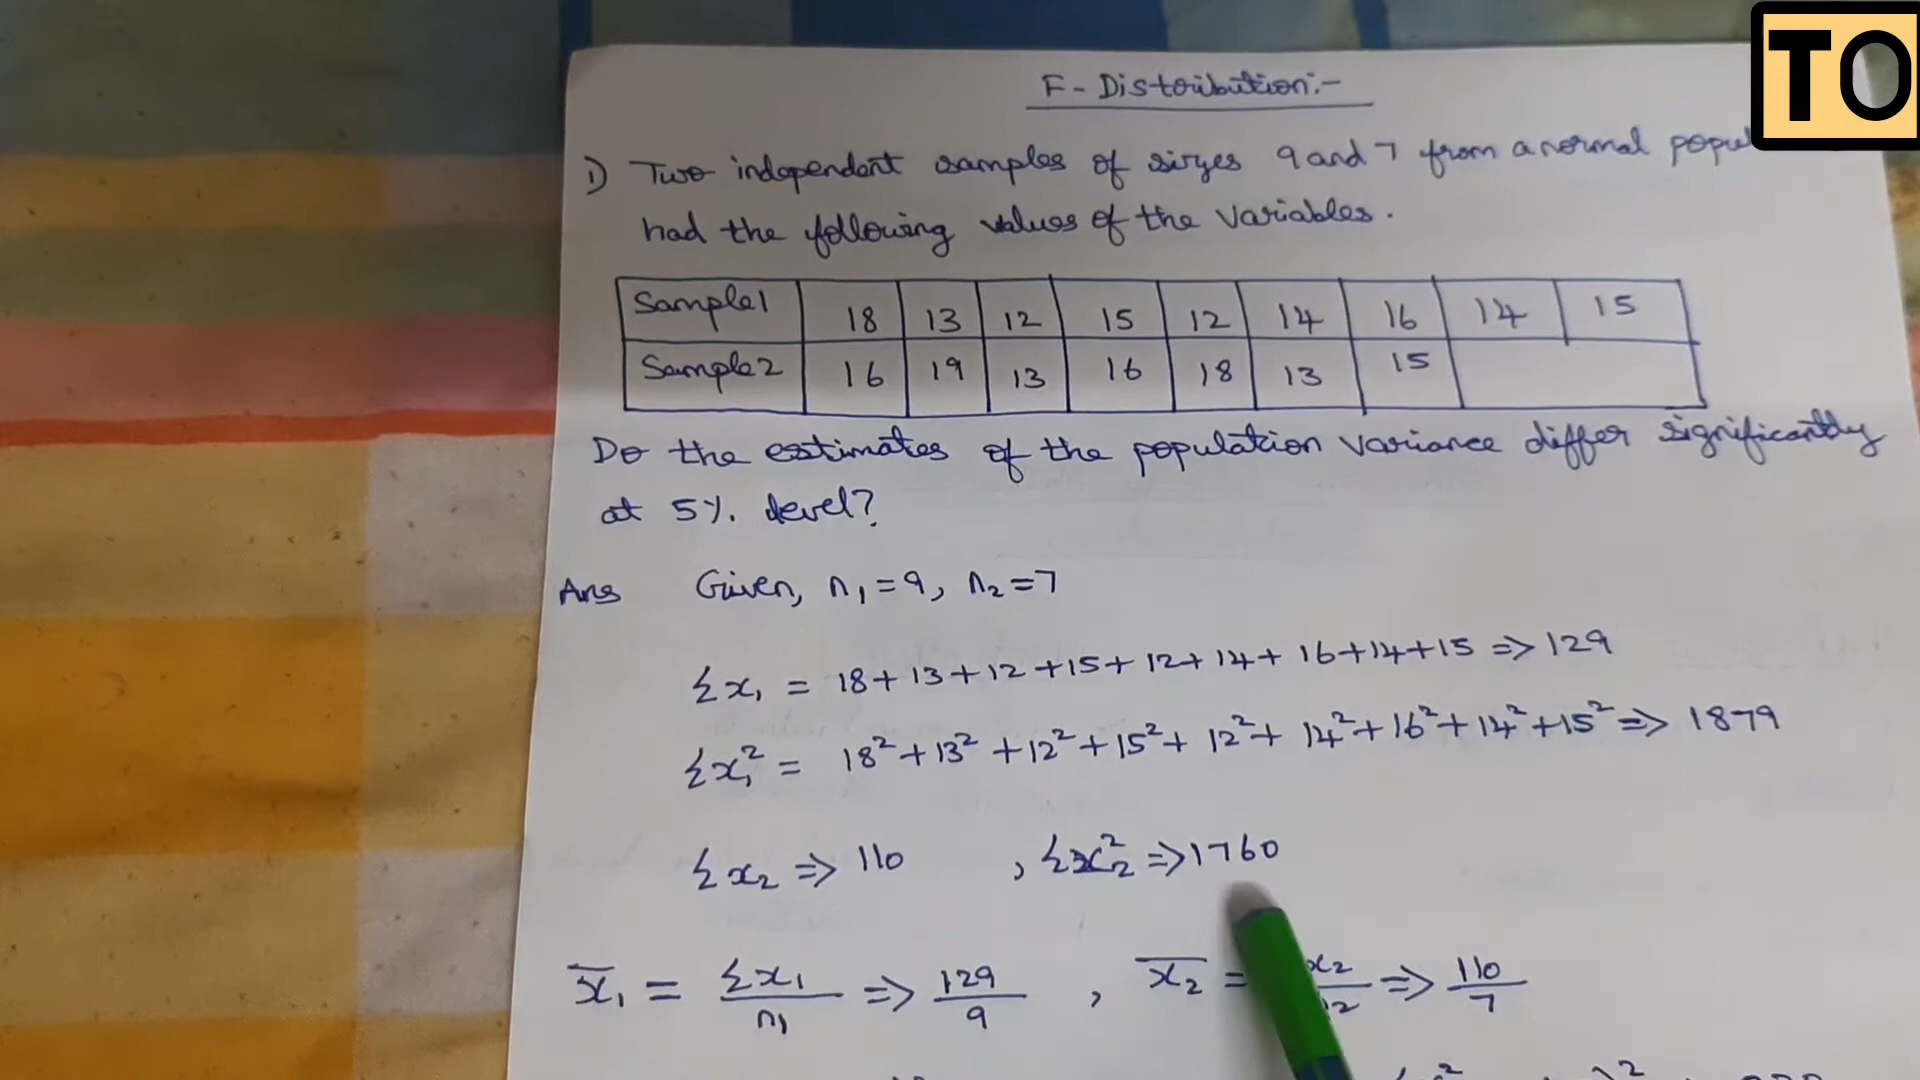 TO
F - Distribution:-
1) Two independent samples of sizes 9 and 7 from a normal popul
had the following values of the variables.
Sample1 18 13 12 15 12 14 16 14 15
Sample2 16 19 13 16 18 13 15
Do the estimates of the population variance differ significantly
at 5%. level?
Ans Given, n₁=9, n₂=7
Σx₁ = 18+13+12+15+12+14+16+14+15 => 129
Σx₁² = 18²+13²+12²+15²+12²+14²+16²+14²+15² => 1879
Σx₂ => 110 , Σx₂² => 1760
x̄₁ = Σx₁/n₁ => 129/9 , x̄₂ = x₂/2 => 110/7